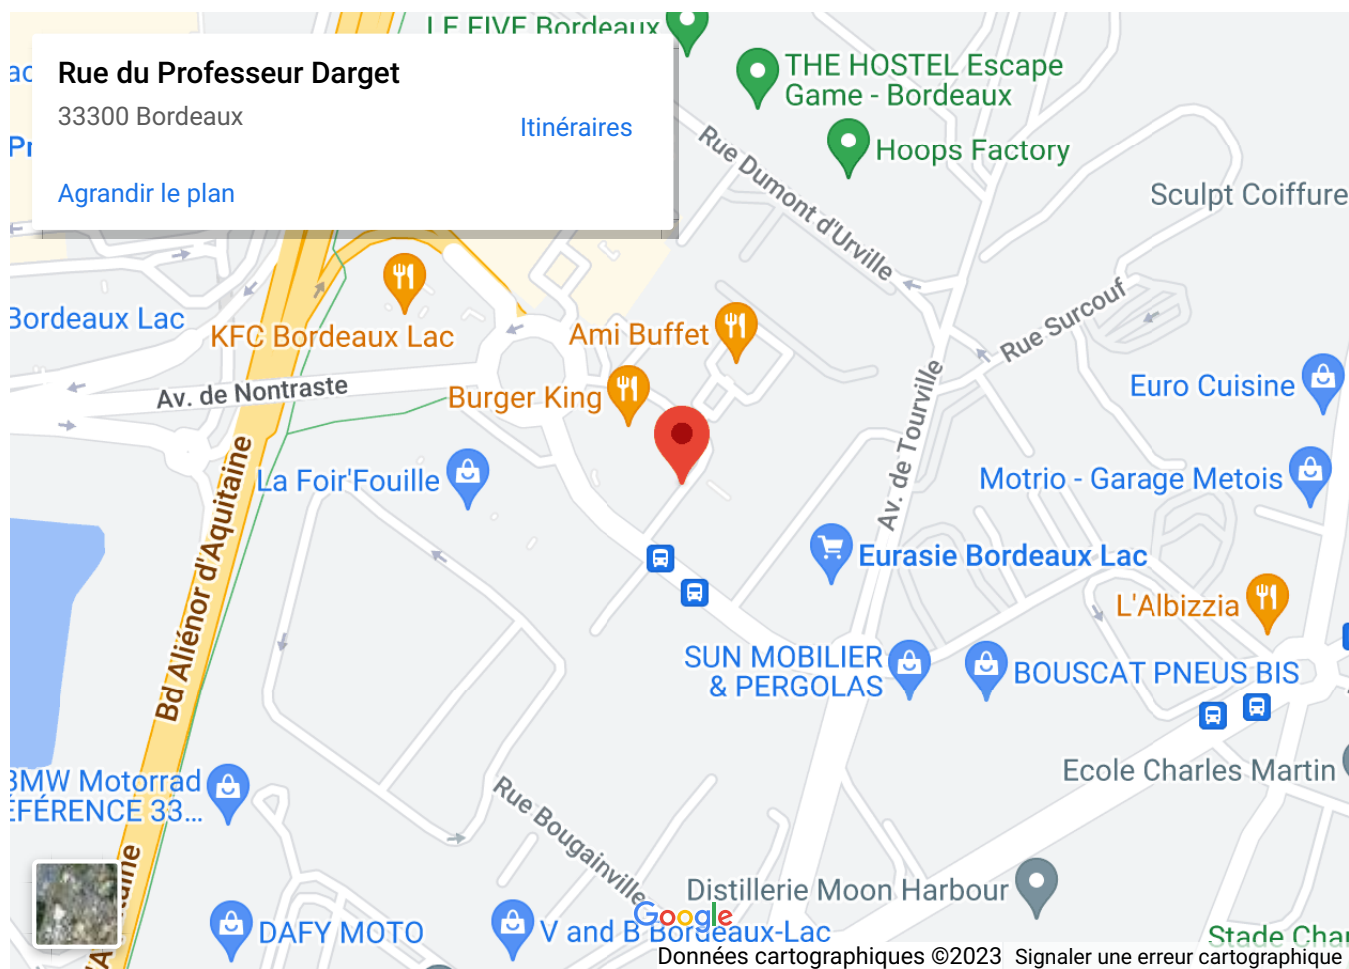 LE FIVE Bordeaux
Rue du Professeur Darget
33300 Bordeaux
Itinéraires
Agrandir le plan
THE HOSTEL Escape
Game - Bordeaux
Hoops Factory
Rue Dumont d'Urville
Sculpt Coiffure
Bordeaux Lac
KFC Bordeaux Lac
Ami Buffet
Rue Surcouf
Av. de Nontraste
Burger King
Euro Cuisine
Av. de Tourville
La Foir'Fouille
Motrio - Garage Metois
Bd Aliénor d'Aquitaine
Eurasie Bordeaux Lac
L'Albizzia
SUN MOBILIER
& PERGOLAS
BOUSCAT PNEUS BIS
Ecole Charles Martin
BMW Motorrad
ÉFÉRENCE 33...
Rue Bougainville
Distillerie Moon Harbour
Google
DAFY MOTO
V and B Bordeaux-Lac
Stade Char
Données cartographiques ©2023
Signaler une erreur cartographique